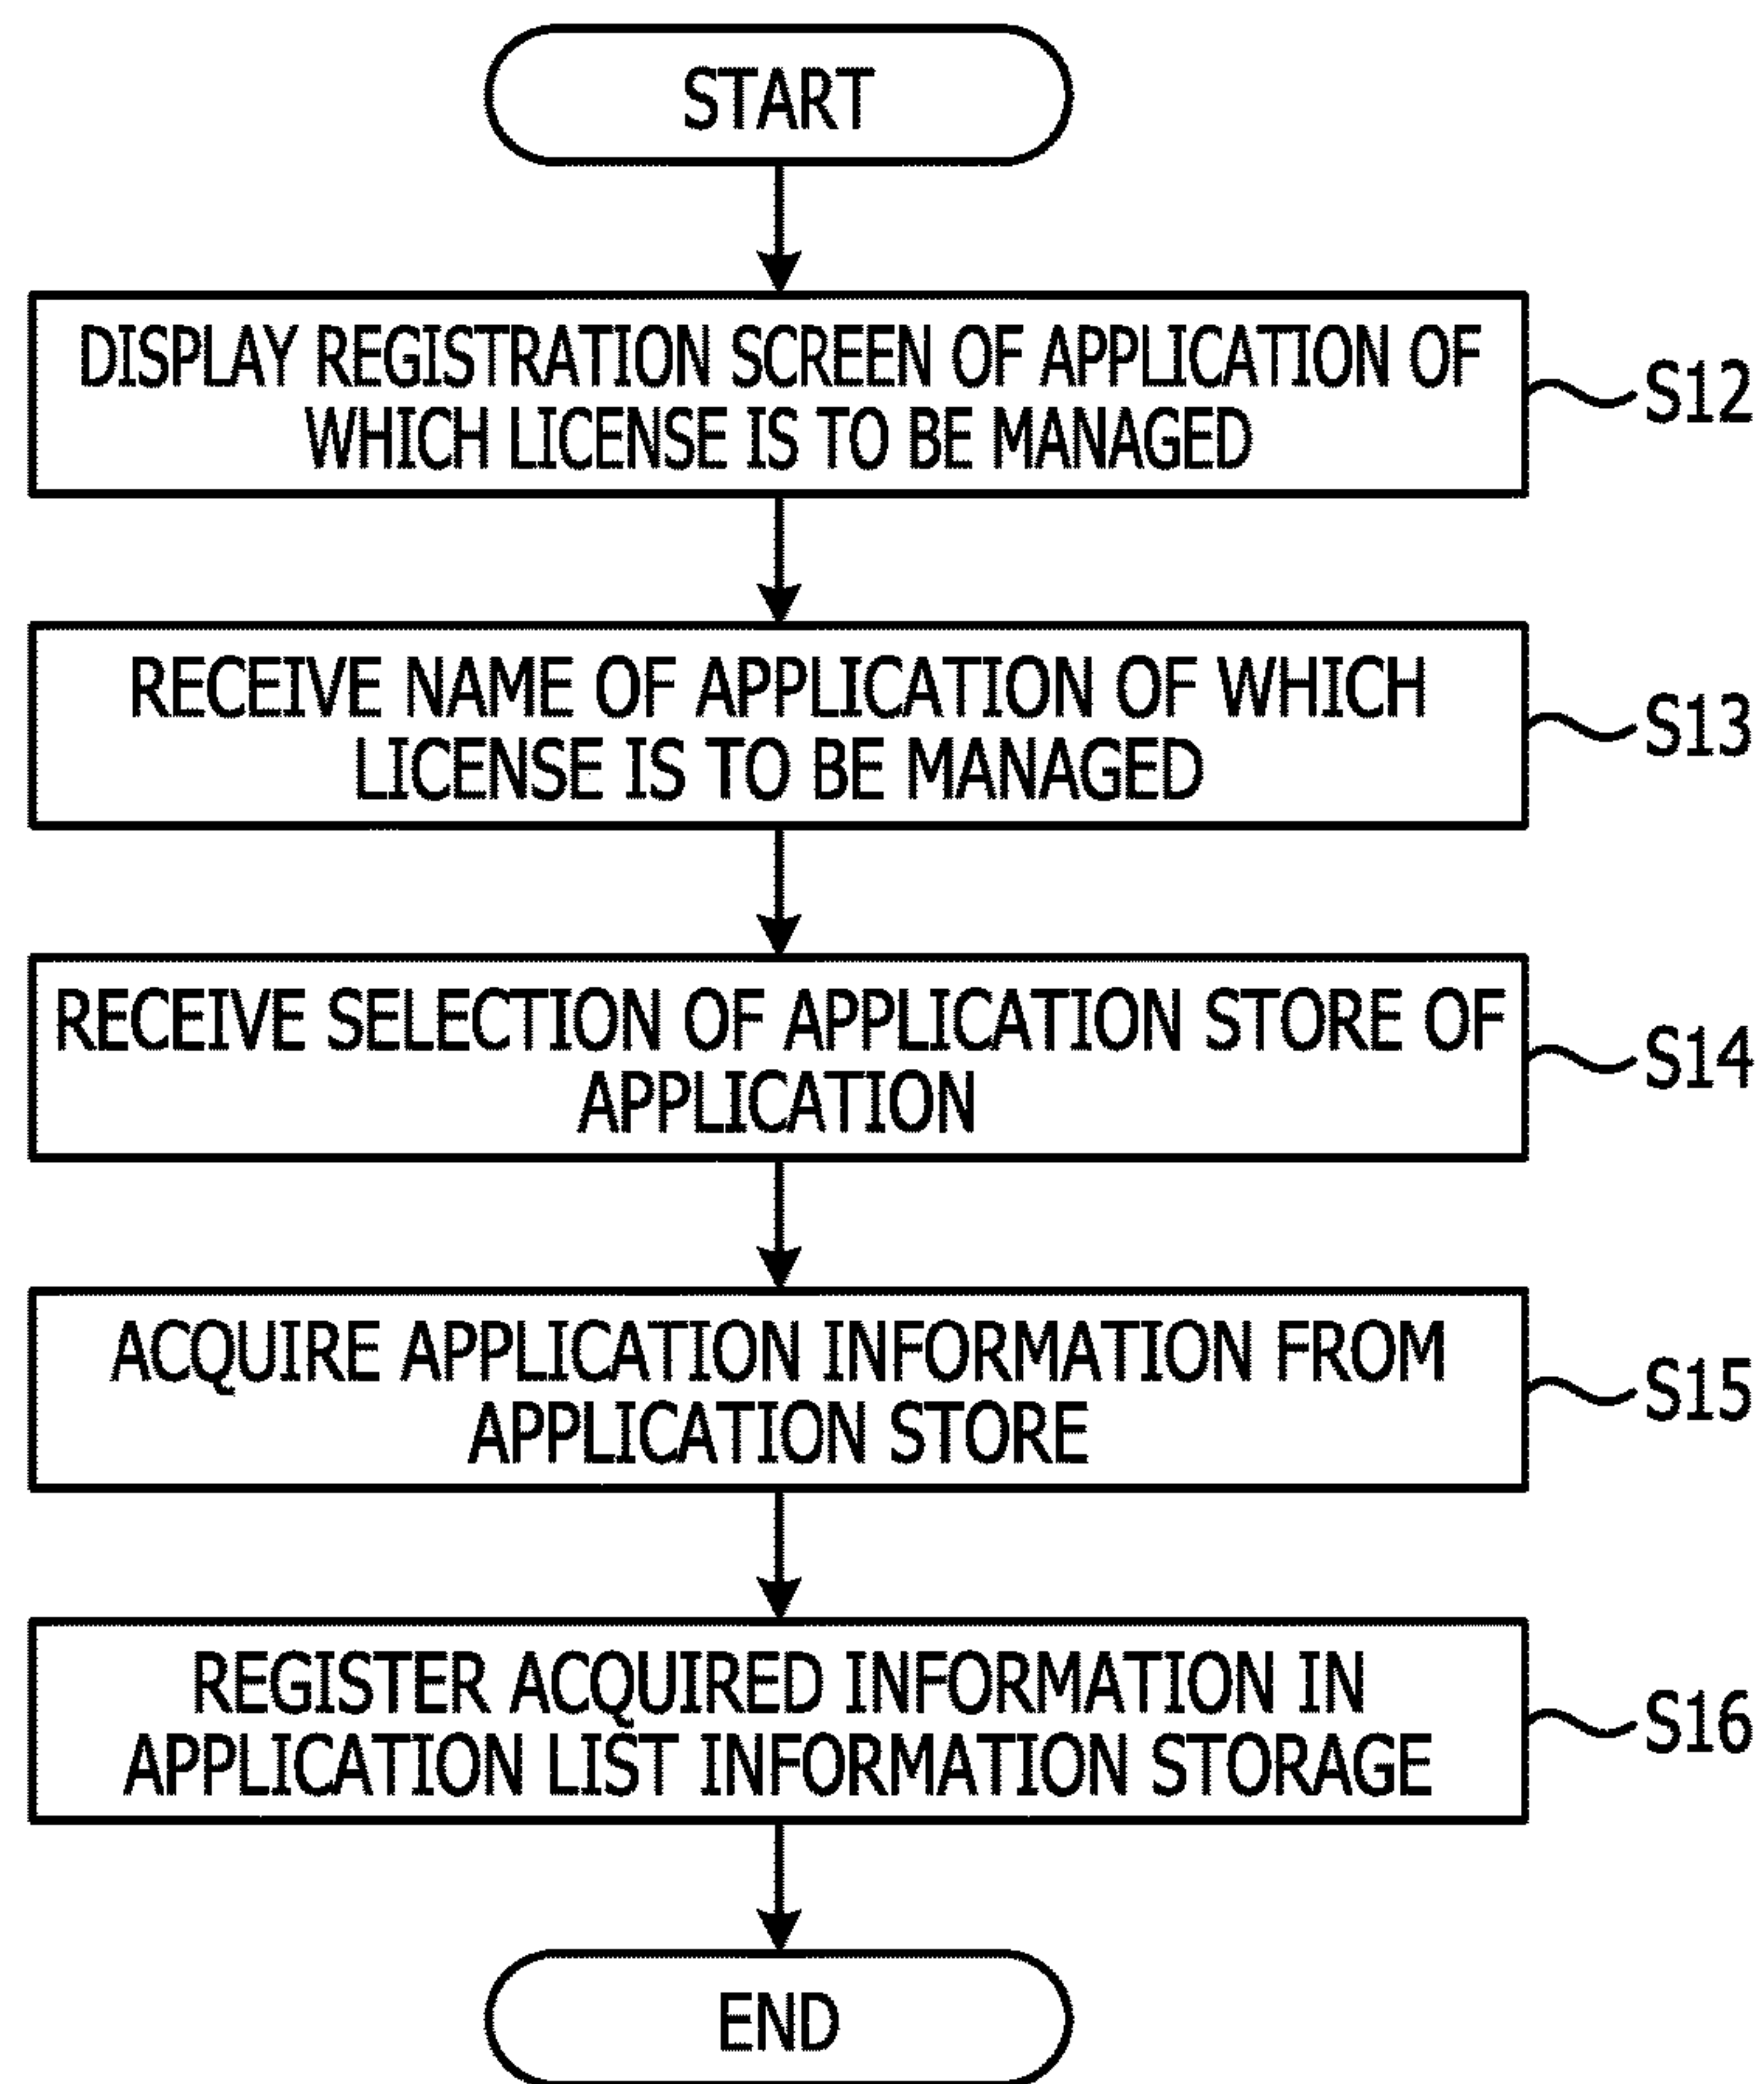 START
DISPLAY REGISTRATION SCREEN OF APPLICATION OF
WHICH LICENSE IS TO BE MANAGED
S12
RECEIVE NAME OF APPLICATION OF WHICH
LICENSE IS TO BE MANAGED
S13
RECEIVE SELECTION OF APPLICATION STORE OF
APPLICATION
S14
ACQUIRE APPLICATION INFORMATION FROM
APPLICATION STORE
S15
REGISTER ACQUIRED INFORMATION IN
APPLICATION LIST INFORMATION STORAGE
S16
END